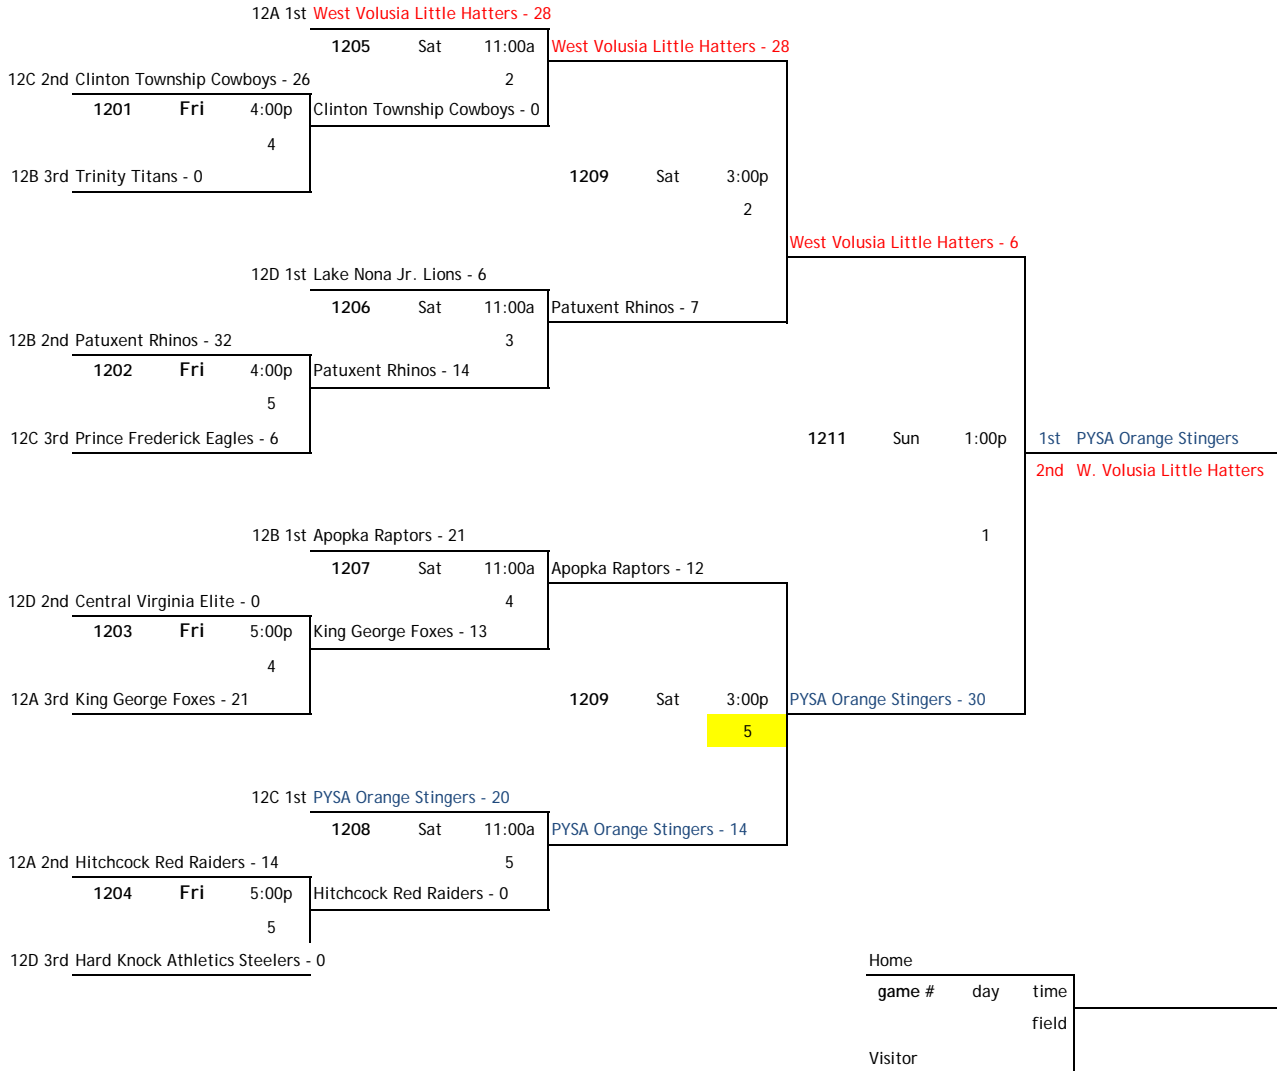 12A 1st West Volusia Little Hatters - 28
1205 Sat 11:00a West Volusia Little Hatters - 28
12C 2nd Clinton Township Cowboys - 26 2
1201 Fri 4:00p Clinton Township Cowboys - 0
4
12B 3rd Trinity Titans - 0 1209 Sat 3:00p
2
West Volusia Little Hatters - 6
12D 1st Lake Nona Jr. Lions - 6
1206 Sat 11:00a Patuxent Rhinos - 7
12B 2nd Patuxent Rhinos - 32 3
1202 Fri 4:00p Patuxent Rhinos - 14
5
12C 3rd Prince Frederick Eagles - 6 1211 Sun 1:00p 1st PYSA Orange Stingers
2nd W. Volusia Little Hatters
12B 1st Apopka Raptors - 21 1
1207 Sat 11:00a Apopka Raptors - 12
12D 2nd Central Virginia Elite - 0 4
1203 Fri 5:00p King George Foxes - 13
4
12A 3rd King George Foxes - 21 1209 Sat 3:00p PYSA Orange Stingers - 30
5
12C 1st PYSA Orange Stingers - 20
1208 Sat 11:00a PYSA Orange Stingers - 14
12A 2nd Hitchcock Red Raiders - 14 5
1204 Fri 5:00p Hitchcock Red Raiders - 0
5
12D 3rd Hard Knock Athletics Steelers - 0 Home
game # day time
field
Visitor